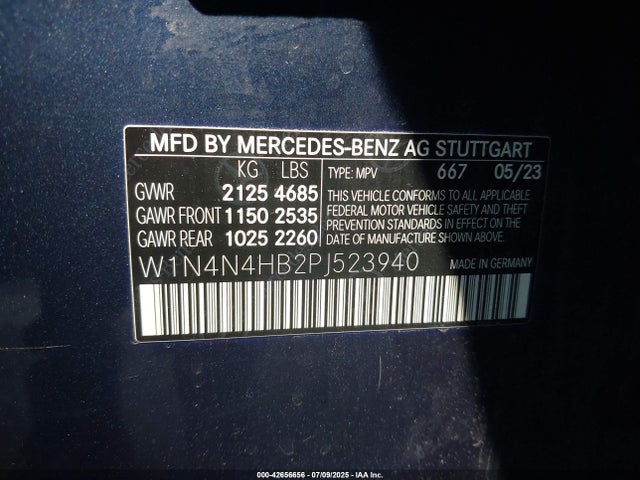 MFD BY MERCEDES-BENZ AG STUTTGART
KG LBS TYPE: MPV 667 05/23
GVWR 2125 4685 THIS VEHICLE CONFORMS TO ALL APPLICABLE
GAWR FRONT 1150 2535 FEDERAL MOTOR VEHICLE SAFETY AND THEFT
PREVENTION STANDARDS IN EFFECT ON THE
GAWR REAR 1025 2260 DATE OF MANUFACTURE SHOWN ABOVE.
W1N4N4HB2PJ523940 MADE IN GERMANY
000-42656656 - 07/09/2025 - IAA Inc.